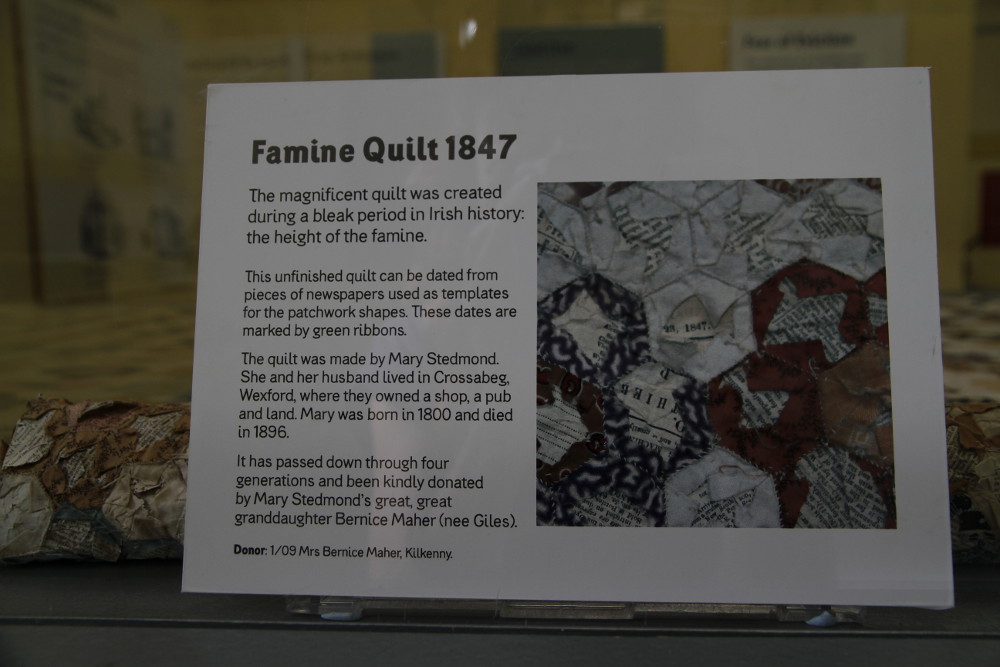 Famine Quilt 1847
The magnificent quilt was created
during a bleak period in Irish history:
the height of the famine.
This unfinished quilt can be dated from
pieces of newspapers used as templates
for the patchwork shapes. These dates are
marked by green ribbons.
The quilt was made by Mary Stedmond.
She and her husband lived in Crossabeg,
Wexford, where they owned a shop, a pub
and land. Mary was born in 1800 and died
in 1896.
It has passed down through four
generations and been kindly donated
by Mary Stedmond's great, great
granddaughter Bernice Maher (nee Giles).
Donor: 1/09 Mrs Bernice Maher, Kilkenny.
1847.
THIRD